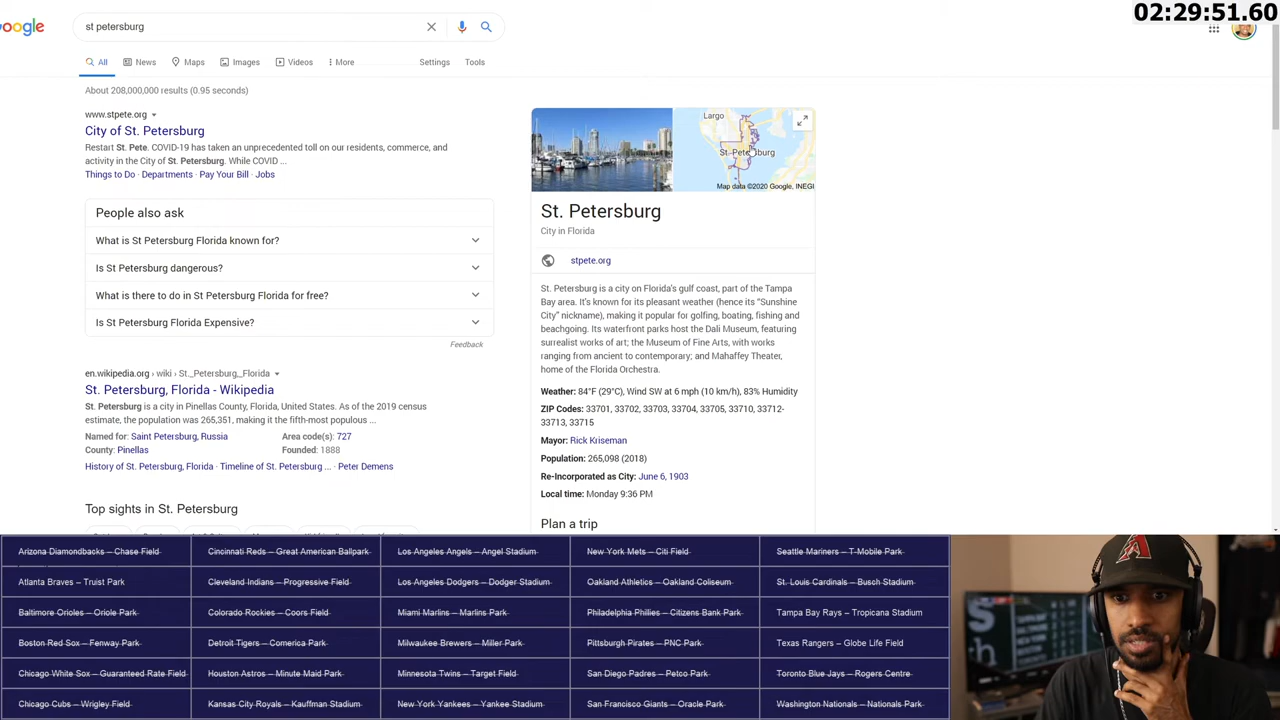 02:29:51.60
oogle
st petersburg
All
News
Maps
Images
Videos
More
Settings
Tools
About 208,000,000 results (0.95 seconds)
www.stpete.org
City of St. Petersburg
Restart St. Pete. COVID-19 has taken an unprecedented toll on our residents, commerce, and
activity in the City of St. Petersburg. While COVID ...
Things to Do · Departments · Pay Your Bill · Jobs
People also ask
What is St Petersburg Florida known for?
Is St Petersburg dangerous?
What is there to do in St Petersburg Florida for free?
Is St Petersburg Florida Expensive?
Feedback
en.wikipedia.org › wiki › St._Petersburg,_Florida
St. Petersburg, Florida - Wikipedia
St. Petersburg is a city in Pinellas County, Florida, United States. As of the 2019 census
estimate, the population was 265,351, making it the fifth-most populous ...
Named for: Saint Petersburg, Russia
Area code(s): 727
County: Pinellas
Founded: 1888
History of St. Petersburg, Florida · Timeline of St. Petersburg ... · Peter Demens
Top sights in St. Petersburg
Largo
St. Petersburg
Map data ©2020 Google, INEGI
St. Petersburg
City in Florida
stpete.org
St. Petersburg is a city on Florida's gulf coast, part of the Tampa
Bay area. It's known for its pleasant weather (hence its "Sunshine
City" nickname), making it popular for golfing, boating, fishing and
beachgoing. Its waterfront parks host the Dali Museum, featuring
surrealist works of art; the Museum of Fine Arts, with works
ranging from ancient to contemporary; and Mahaffey Theater,
home of the Florida Orchestra.
Weather: 84°F (29°C), Wind SW at 6 mph (10 km/h), 83% Humidity
ZIP Codes: 33701, 33702, 33703, 33704, 33705, 33710, 33712-
33713, 33715
Mayor: Rick Kriseman
Population: 265,098 (2018)
Re-Incorporated as City: June 6, 1903
Local time: Monday 9:36 PM
Plan a trip
Arizona Diamondbacks – Chase Field
Cincinnati Reds – Great American Ballpark
Los Angeles Angels – Angel Stadium
New York Mets – Citi Field
Seattle Mariners – T-Mobile Park
Atlanta Braves – Truist Park
Cleveland Indians – Progressive Field
Los Angeles Dodgers – Dodger Stadium
Oakland Athletics – Oakland Coliseum
St. Louis Cardinals – Busch Stadium
Baltimore Orioles – Oriole Park
Colorado Rockies – Coors Field
Miami Marlins – Marlins Park
Philadelphia Phillies – Citizens Bank Park
Tampa Bay Rays – Tropicana Stadium
Boston Red Sox – Fenway Park
Detroit Tigers – Comerica Park
Milwaukee Brewers – Miller Park
Pittsburgh Pirates – PNC Park
Texas Rangers – Globe Life Field
Chicago White Sox – Guaranteed Rate Field
Houston Astros – Minute Maid Park
Minnesota Twins – Target Field
San Diego Padres – Petco Park
Toronto Blue Jays – Rogers Centre
Chicago Cubs – Wrigley Field
Kansas City Royals – Kauffman Stadium
New York Yankees – Yankee Stadium
San Francisco Giants – Oracle Park
Washington Nationals – Nationals Park